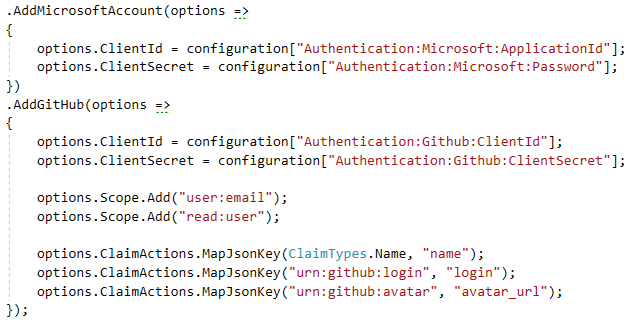 .AddMicrosoftAccount(options =>
{
    options.ClientId = configuration["Authentication:Microsoft:ApplicationId"];
    options.ClientSecret = configuration["Authentication:Microsoft:Password"];
})
.AddGitHub(options =>
{
    options.ClientId = configuration["Authentication:Github:ClientId"];
    options.ClientSecret = configuration["Authentication:Github:ClientSecret"];

    options.Scope.Add("user:email");
    options.Scope.Add("read:user");

    options.ClaimActions.MapJsonKey(ClaimTypes.Name, "name");
    options.ClaimActions.MapJsonKey("urn:github:login", "login");
    options.ClaimActions.MapJsonKey("urn:github:avatar", "avatar_url");
});